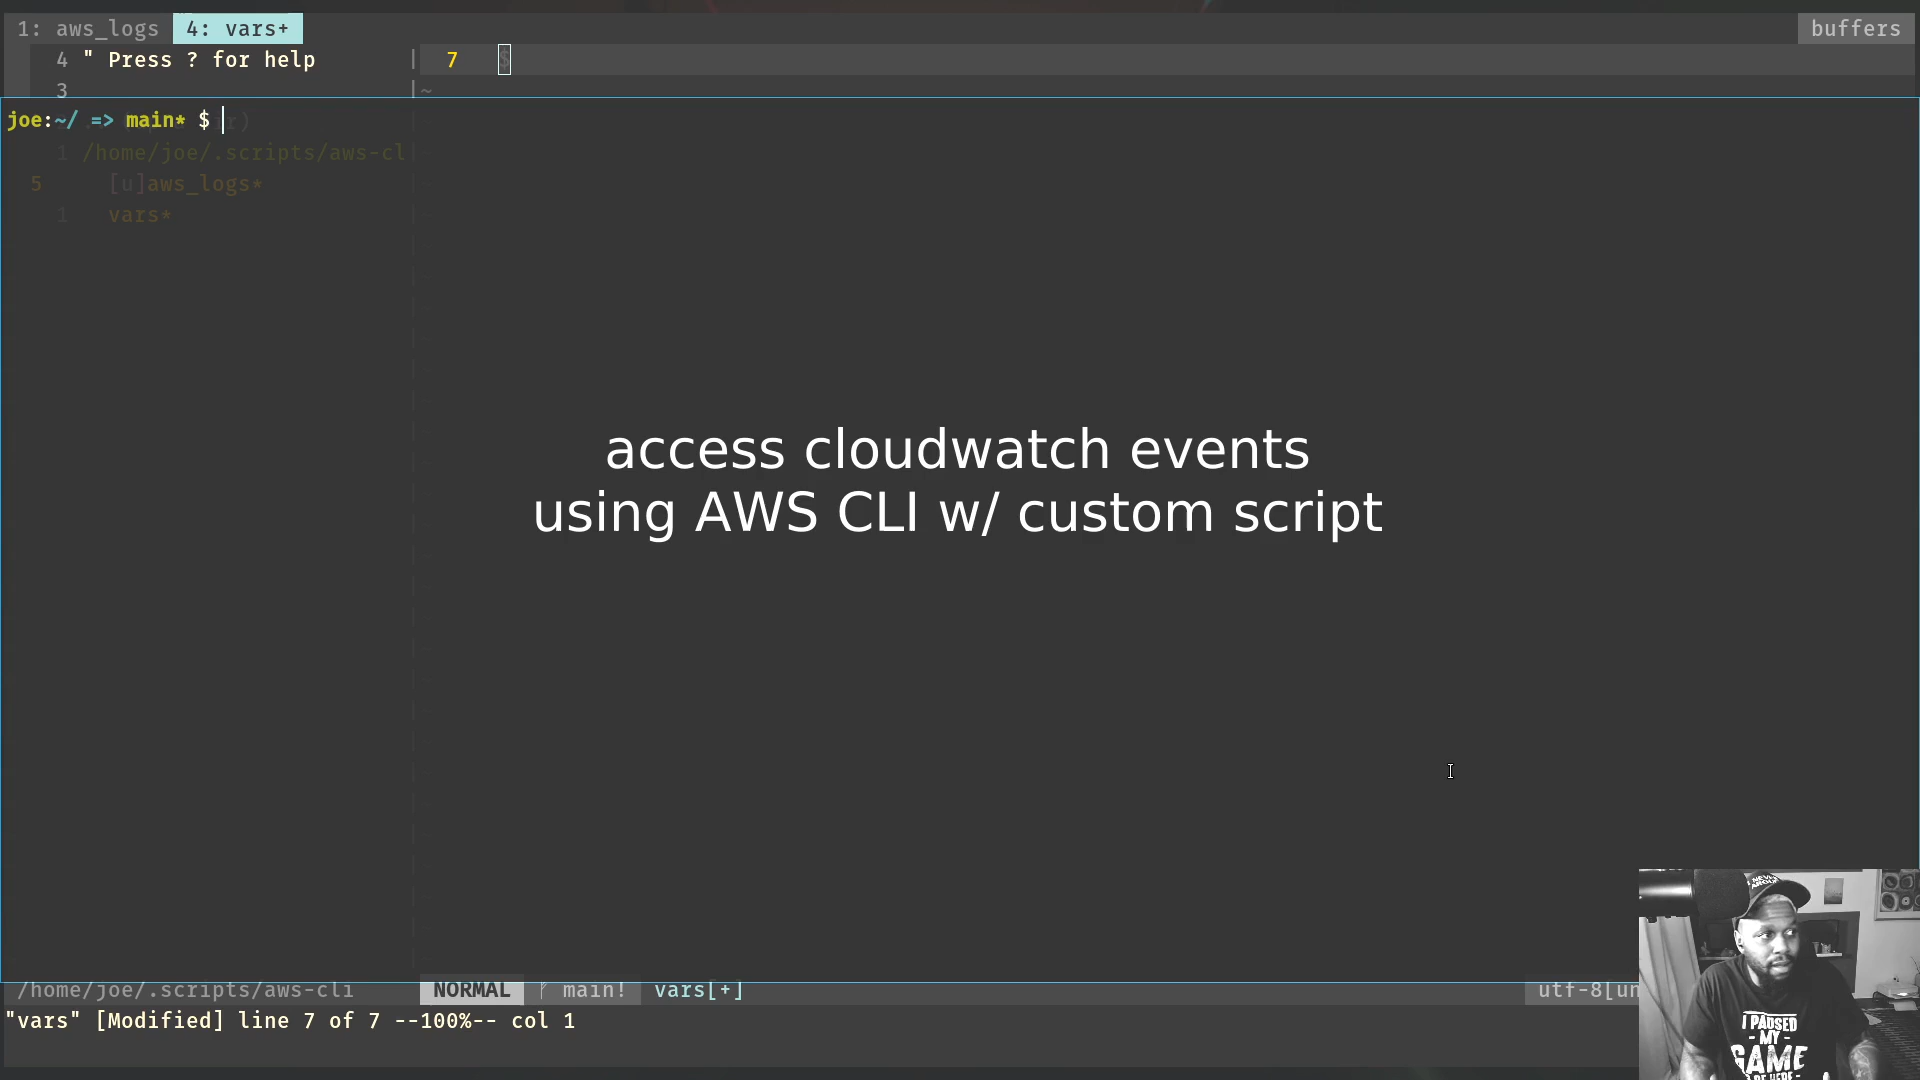 1: aws_logs 4: vars+ buffers
4 " Press ? for help | 7 $
3 |~
joe:~/ => main* $
1 /home/joe/.scripts/aws-cl
5 [u]aws_logs*
1 vars*
access cloudwatch events
using AWS CLI w/ custom script
/home/joe/.scripts/aws-cli NORMAL main! vars[+] utf-8[un
"vars" [Modified] line 7 of 7 --100%-- col 1
I PAUSED
- MY -
GAME